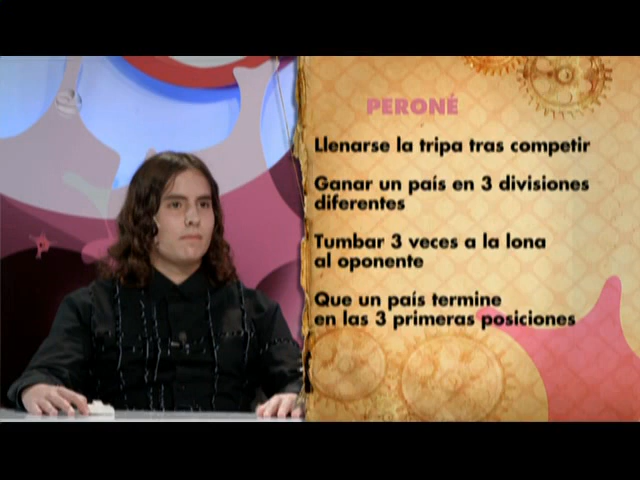 PERONÉ
Llenarse la tripa tras competir
Ganar un país en 3 divisiones
diferentes
Tumbar 3 veces a la lona
al oponente
Que un país termine
en las 3 primeras posiciones